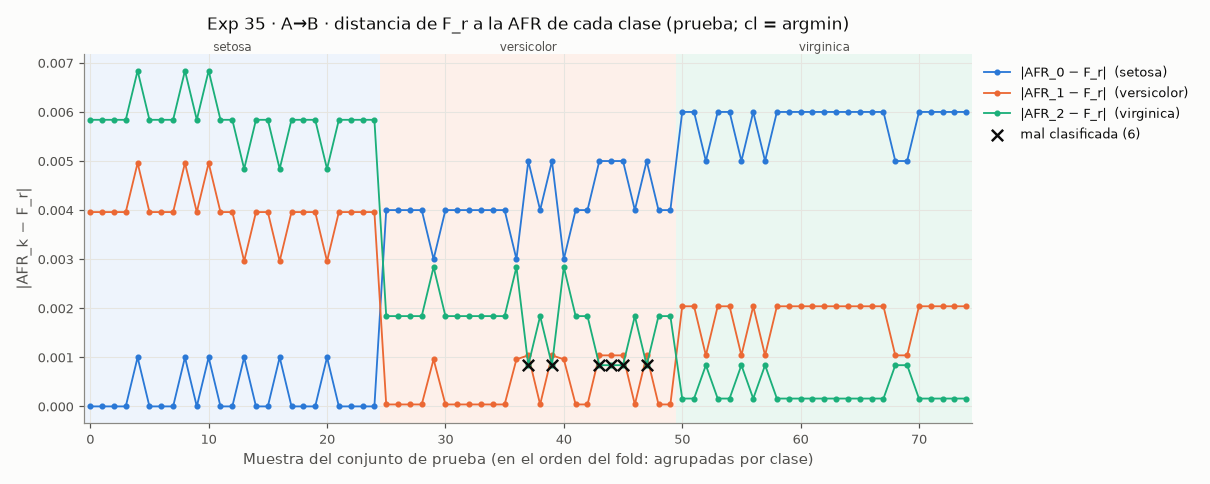 Exp 35 · A→B · distancia de F_r a la AFR de cada clase (prueba; cl = argmin)
setosa
versicolor
virginica
|AFR_0 − F_r| (setosa)
|AFR_1 − F_r| (versicolor)
|AFR_2 − F_r| (virginica)
mal clasificada (6)
|AFR_k − F_r|
0.007
0.006
0.005
0.004
0.003
0.002
0.001
0.000
0 10 20 30 40 50 60 70
Muestra del conjunto de prueba (en el orden del fold: agrupadas por clase)